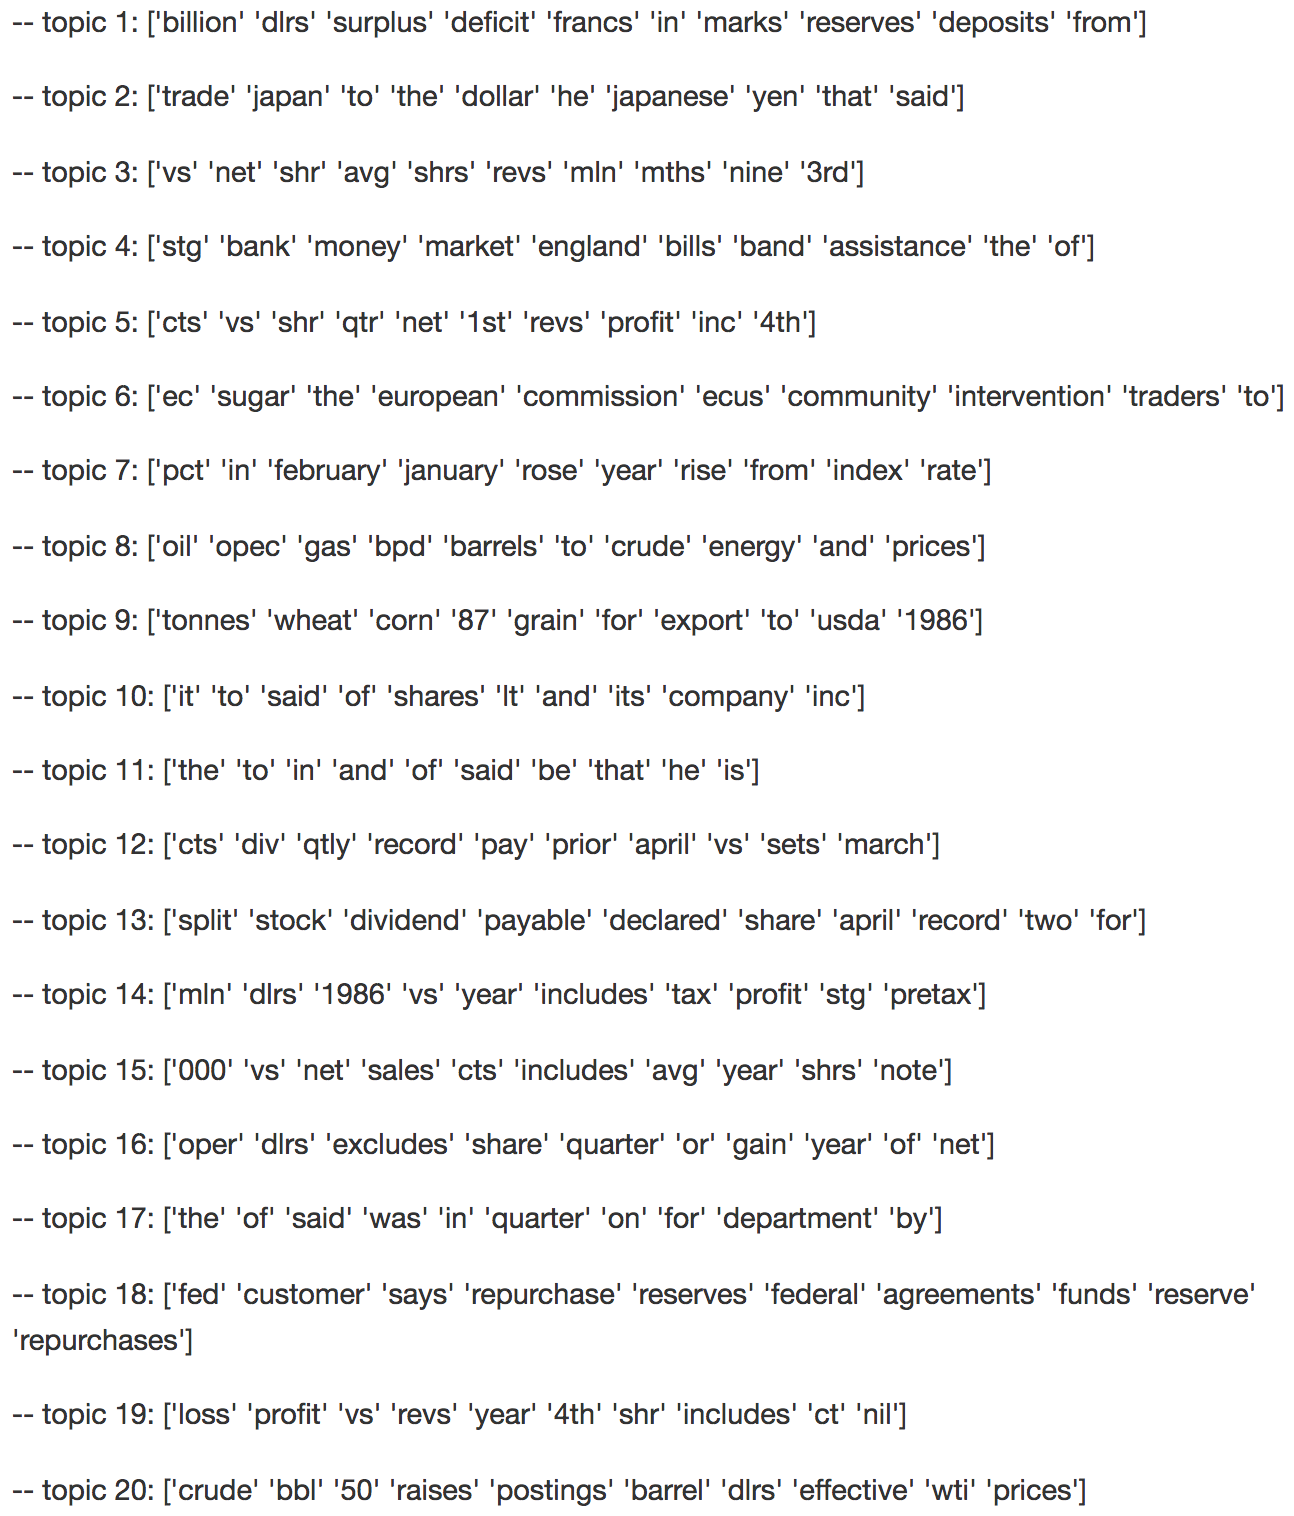 -- topic 1: ['billion' 'dlrs' 'surplus' 'deficit' 'francs' 'in' 'marks' 'reserves' 'deposits' 'from']
-- topic 2: ['trade' 'japan' 'to' 'the' 'dollar' 'he' 'japanese' 'yen' 'that' 'said']
-- topic 3: ['vs' 'net' 'shr' 'avg' 'shrs' 'revs' 'mln' 'mths' 'nine' '3rd']
-- topic 4: ['stg' 'bank' 'money' 'market' 'england' 'bills' 'band' 'assistance' 'the' 'of']
-- topic 5: ['cts' 'vs' 'shr' 'qtr' 'net' '1st' 'revs' 'profit' 'inc' '4th']
-- topic 6: ['ec' 'sugar' 'the' 'european' 'commission' 'ecus' 'community' 'intervention' 'traders' 'to']
-- topic 7: ['pct' 'in' 'february' 'january' 'rose' 'year' 'rise' 'from' 'index' 'rate']
-- topic 8: ['oil' 'opec' 'gas' 'bpd' 'barrels' 'to' 'crude' 'energy' 'and' 'prices']
-- topic 9: ['tonnes' 'wheat' 'corn' '87' 'grain' 'for' 'export' 'to' 'usda' '1986']
-- topic 10: ['it' 'to' 'said' 'of' 'shares' 'lt' 'and' 'its' 'company' 'inc']
-- topic 11: ['the' 'to' 'in' 'and' 'of' 'said' 'be' 'that' 'he' 'is']
-- topic 12: ['cts' 'div' 'qtly' 'record' 'pay' 'prior' 'april' 'vs' 'sets' 'march']
-- topic 13: ['split' 'stock' 'dividend' 'payable' 'declared' 'share' 'april' 'record' 'two' 'for']
-- topic 14: ['mln' 'dlrs' '1986' 'vs' 'year' 'includes' 'tax' 'profit' 'stg' 'pretax']
-- topic 15: ['000' 'vs' 'net' 'sales' 'cts' 'includes' 'avg' 'year' 'shrs' 'note']
-- topic 16: ['oper' 'dlrs' 'excludes' 'share' 'quarter' 'or' 'gain' 'year' 'of' 'net']
-- topic 17: ['the' 'of' 'said' 'was' 'in' 'quarter' 'on' 'for' 'department' 'by']
-- topic 18: ['fed' 'customer' 'says' 'repurchase' 'reserves' 'federal' 'agreements' 'funds' 'reserve'
'repurchases']
-- topic 19: ['loss' 'profit' 'vs' 'revs' 'year' '4th' 'shr' 'includes' 'ct' 'nil']
-- topic 20: ['crude' 'bbl' '50' 'raises' 'postings' 'barrel' 'dlrs' 'effective' 'wti' 'prices']